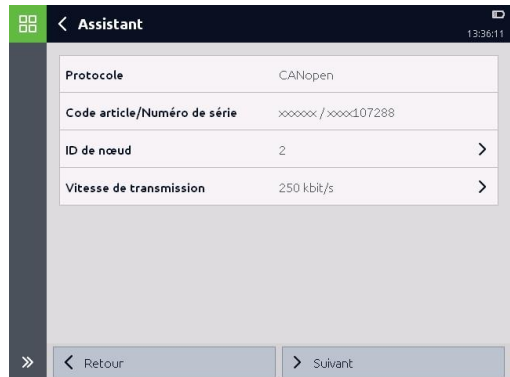 Assistant
13:36:11
Protocole CANopen
Code article/Numéro de série xxxxxx / xxxx107288
ID de nœud 2
Vitesse de transmission 250 kbit/s
Retour Suivant